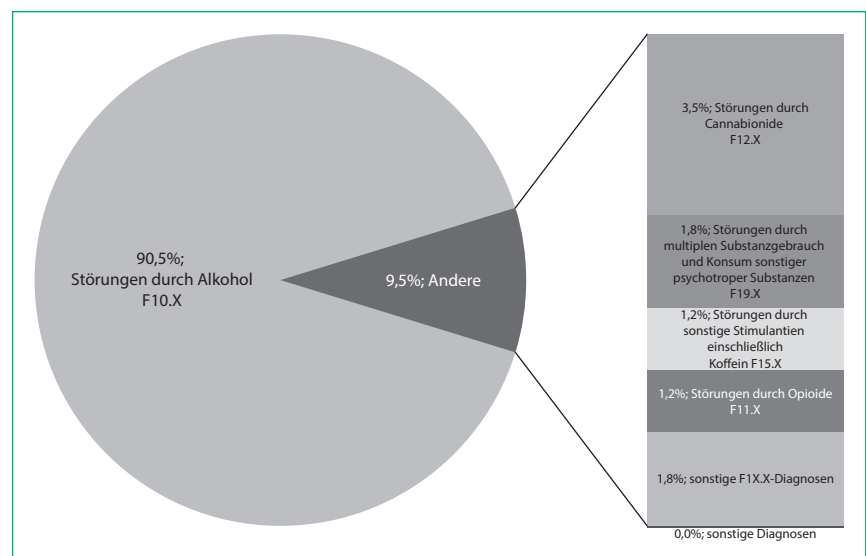 90,5%;
Störungen durch Alkohol
F10.X
9,5%; Andere
3,5%; Störungen durch
Cannabionide
F12.X
1,8%; Störungen durch
multiplen Substanzgebrauch
und Konsum sonstiger
psychotroper Substanzen
F19.X
1,2%; Störungen durch
sonstige Stimulantien
einschließlich
Koffein F15.X
1,2%; Störungen durch Opioide
F11.X
1,8%; sonstige F1X.X-Diagnosen
0,0%; sonstige Diagnosen